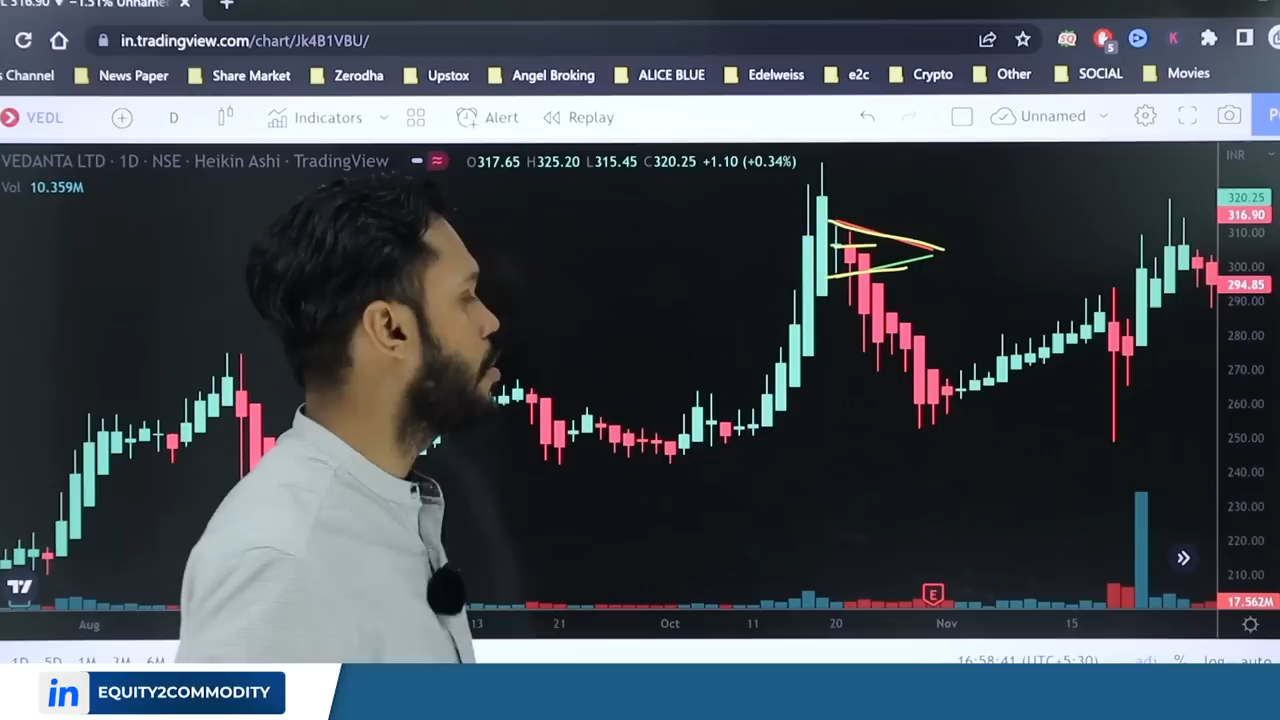 L 316.90 ▼ −1.51% Unname
in.tradingview.com/chart/Jk4B1VBU/
5
s Channel News Paper Share Market Zerodha Upstox Angel Broking ALICE BLUE Edelweiss e2c Crypto Other SOCIAL Movies
VEDL D Indicators Alert Replay Unnamed P
VEDANTA LTD · 1D · NSE · Heikin Ashi · TradingView O317.65 H325.20 L315.45 C320.25 +1.10 (+0.34%) INR
Vol 10.359M
320.25
316.90
310.00
300.00
294.85
290.00
280.00
270.00
260.00
250.00
240.00
230.00
220.00
210.00
17.562M
E
Aug 13 21 Oct 11 20 Nov 15
1D 5D 1M 3M 6M 16:58:41 (UTC+5:30) adj % log auto
in EQUITY2COMMODITY